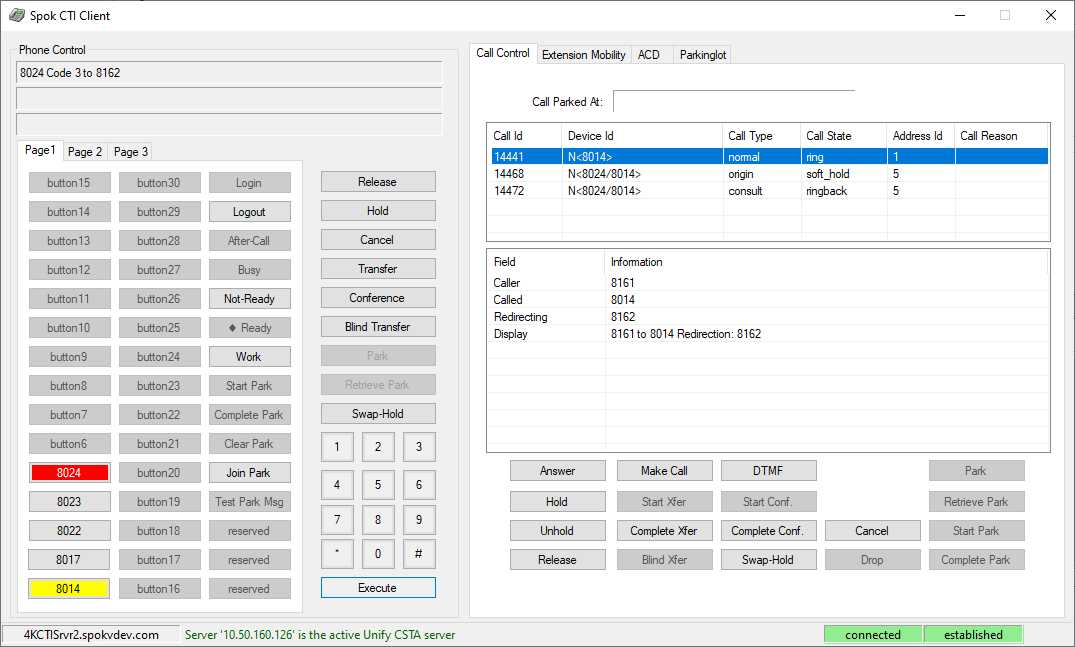 Spok CTI Client
Phone Control
8024 Code 3 to 8162
Page1 Page 2 Page 3
button15 button30 Login
button14 button29 Logout
button13 button28 After-Call
button12 button27 Busy
button11 button26 Not-Ready
button10 button25 ♦ Ready
button9 button24 Work
button8 button23 Start Park
button7 button22 Complete Park
button6 button21 Clear Park
8024 button20 Join Park
8023 button19 Test Park Msg
8022 button18 reserved
8017 button17 reserved
8014 button16 reserved
Release
Hold
Cancel
Transfer
Conference
Blind Transfer
Park
Retrieve Park
Swap-Hold
1 2 3
4 5 6
7 8 9
* 0 #
Execute
Call Control Extension Mobility ACD Parkinglot
Call Parked At:
Call Id Device Id Call Type Call State Address Id Call Reason
14441 N<8014> normal ring 1
14468 N<8024/8014> origin soft_hold 5
14472 N<8024/8014> consult ringback 5
Field Information
Caller 8161
Called 8014
Redirecting 8162
Display 8161 to 8014 Redirection: 8162
Answer Make Call DTMF Park
Hold Start Xfer Start Conf. Retrieve Park
Unhold Complete Xfer Complete Conf. Cancel Start Park
Release Blind Xfer Swap-Hold Drop Complete Park
4KCTISrvr2.spokvdev.com Server '10.50.160.126' is the active Unify CSTA server connected established